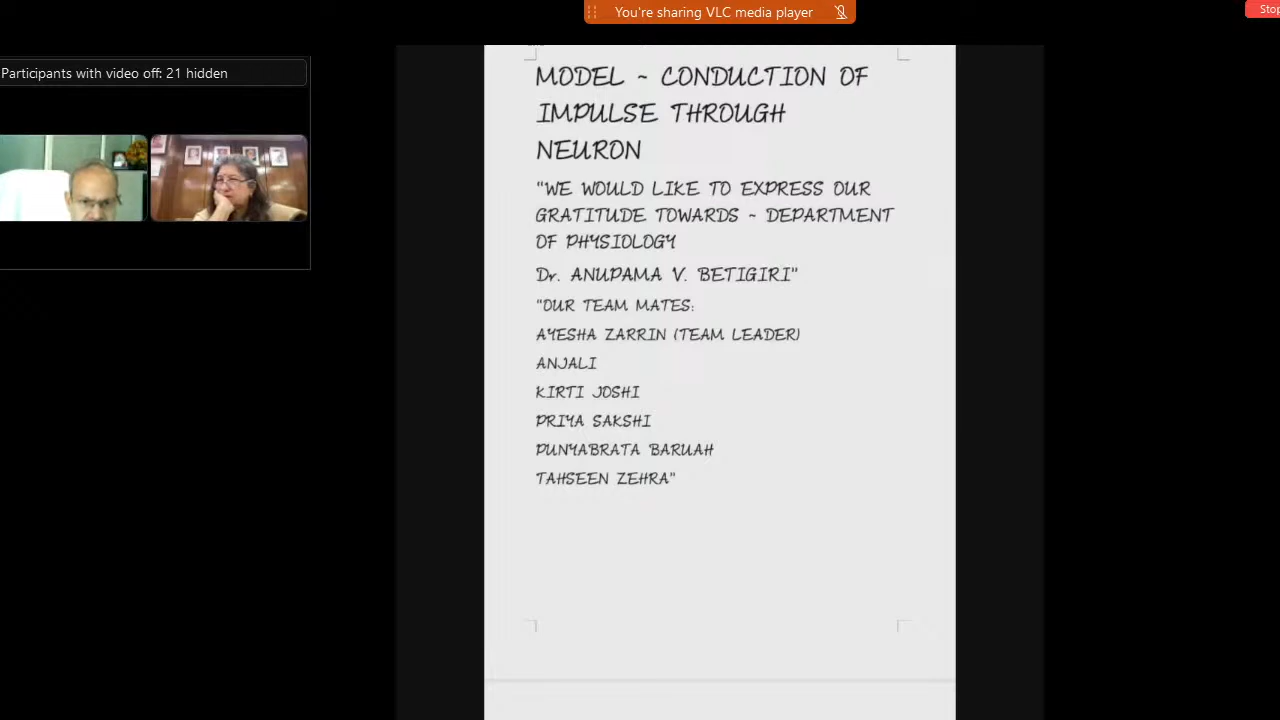 You're sharing VLC media player
Stop
Participants with video off: 21 hidden
MODEL ~ CONDUCTION OF
IMPULSE THROUGH
NEURON
"WE WOULD LIKE TO EXPRESS OUR
GRATITUDE TOWARDS ~ DEPARTMENT
OF PHYSIOLOGY
Dr. ANUPAMA V. BETIGIRI"
"OUR TEAM MATES:
AYESHA ZARRIN (TEAM LEADER)
ANJALI
KIRTI JOSHI
PRIYA SAKSHI
PUNYABRATA BARUAH
TAHSEEN ZEHRA"